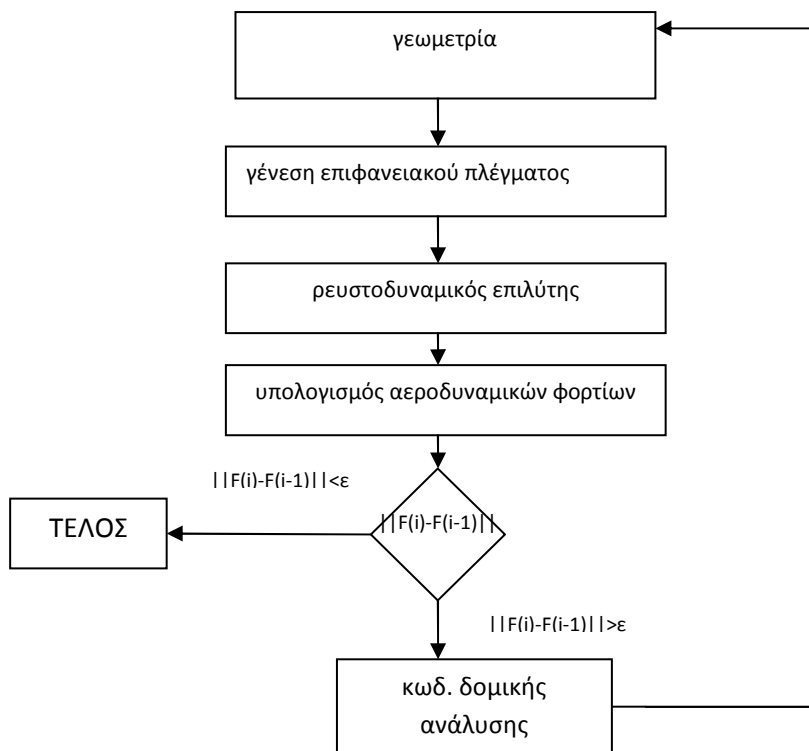 γεωμετρία
γένεση επιφανειακού πλέγματος
ρευστοδυναμικός επιλύτης
υπολογισμός αεροδυναμικών φορτίων
||F(i)-F(i-1)||<ε
ΤΕΛΟΣ
||F(i)-F(i-1)||
||F(i)-F(i-1)||>ε
κωδ. δομικής
ανάλυσης